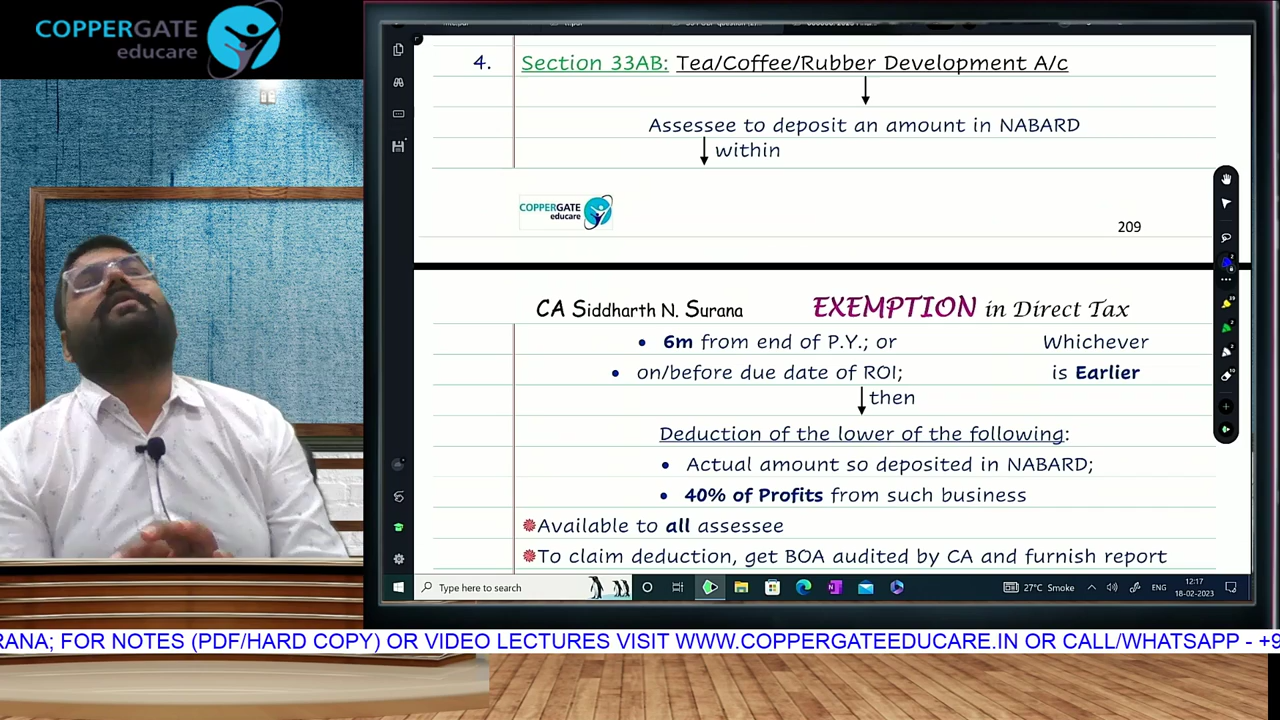 COPPERGATE
educare
4. Section 33AB: Tea/Coffee/Rubber Development A/c
Assessee to deposit an amount in NABARD
within
COPPERGATE
educare
209
CA Siddharth N. Surana EXEMPTION in Direct Tax
• 6m from end of P.Y.; or Whichever
• on/before due date of ROI; is Earlier
then
Deduction of the lower of the following:
• Actual amount so deposited in NABARD;
• 40% of Profits from such business
Available to all assessee
To claim deduction, get BOA audited by CA and furnish report
Type here to search
27°C Smoke
ENG
12:17
18-02-2023
RANA; FOR NOTES (PDF/HARD COPY) OR VIDEO LECTURES VISIT WWW.COPPERGATEEDUCARE.IN OR CALL/WHATSAPP - +9